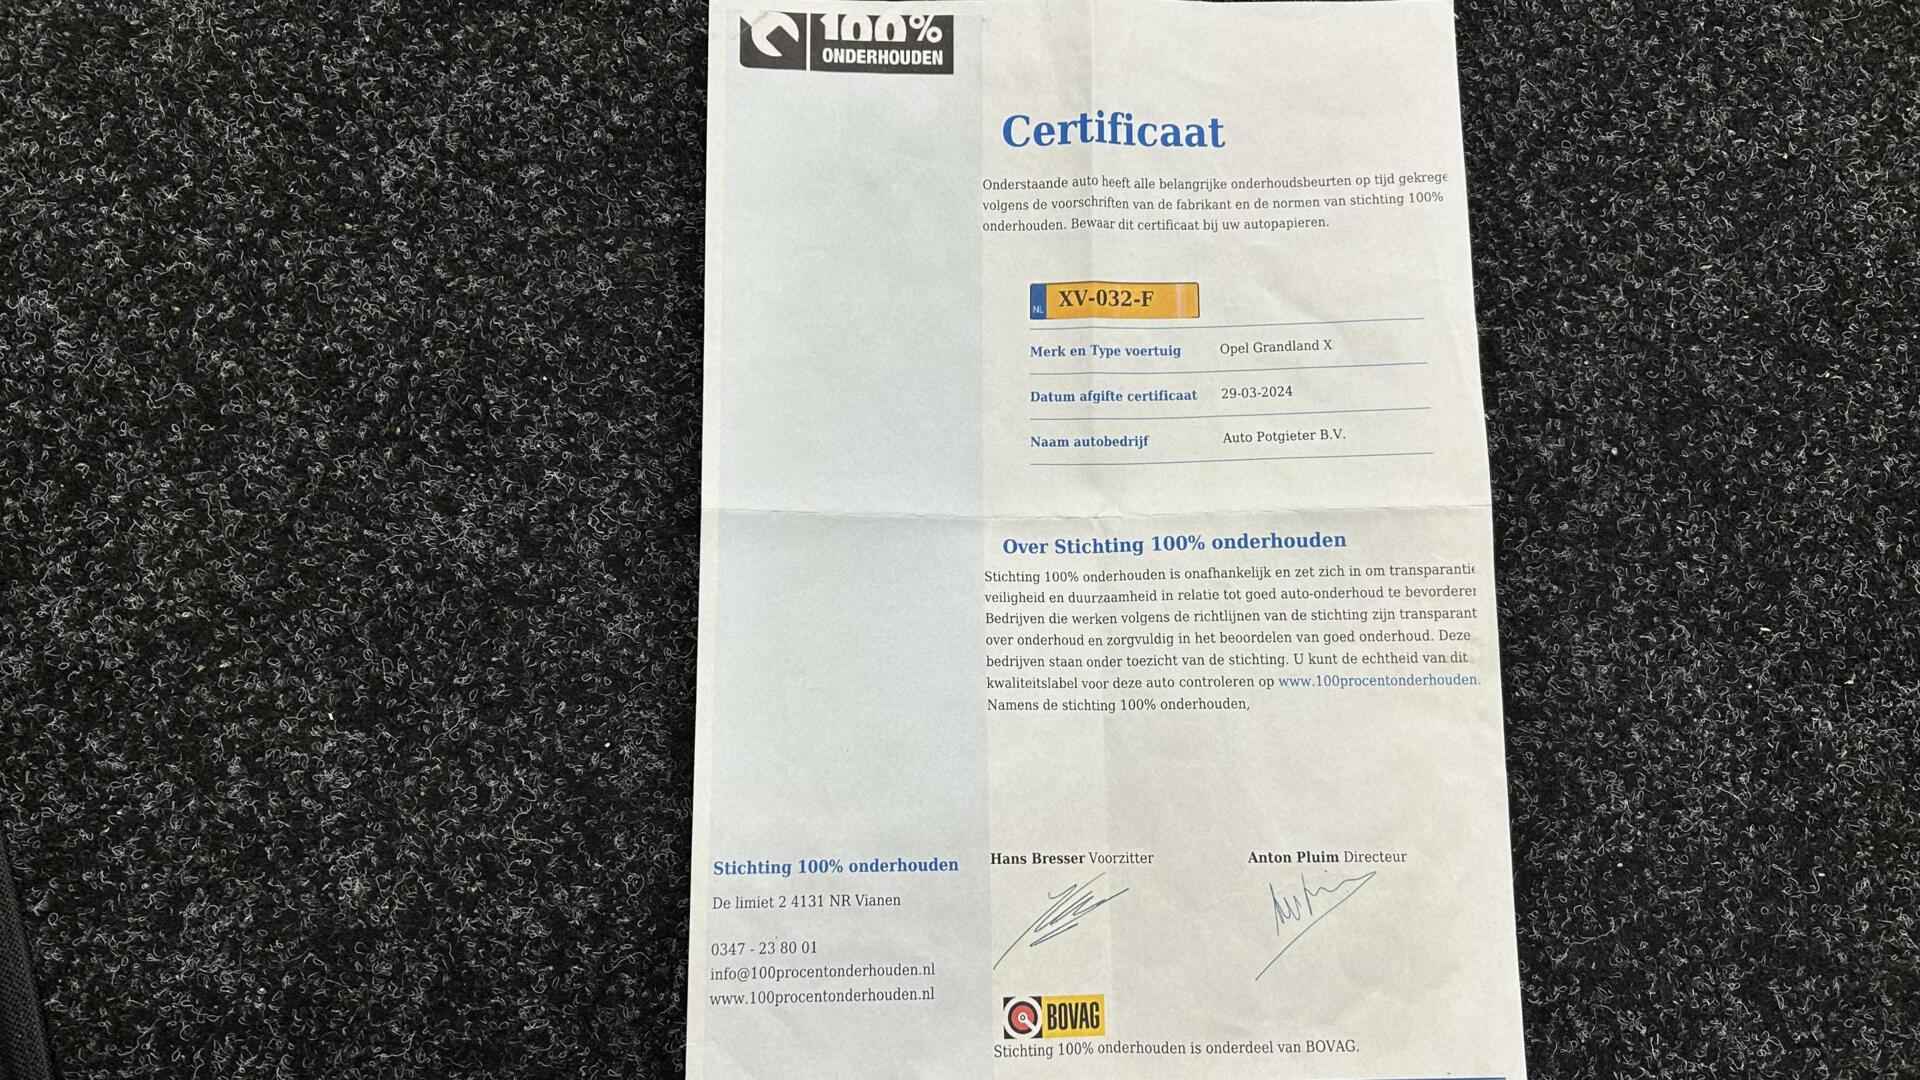 100%
ONDERHOUDEN
Certificaat
Onderstaande auto heeft alle belangrijke onderhoudsbeurten op tijd gekrege
volgens de voorschriften van de fabrikant en de normen van stichting 100%
onderhouden. Bewaar dit certificaat bij uw autopapieren.
NL XV-032-F
Merk en Type voertuig Opel Grandland X
Datum afgifte certificaat 29-03-2024
Naam autobedrijf Auto Potgieter B.V.
Over Stichting 100% onderhouden
Stichting 100% onderhouden is onafhankelijk en zet zich in om transparantie
veiligheid en duurzaamheid in relatie tot goed auto-onderhoud te bevorderen
Bedrijven die werken volgens de richtlijnen van de stichting zijn transparant
over onderhoud en zorgvuldig in het beoordelen van goed onderhoud. Deze
bedrijven staan onder toezicht van de stichting. U kunt de echtheid van dit
kwaliteitslabel voor deze auto controleren op www.100procentonderhouden.
Namens de stichting 100% onderhouden,
Hans Bresser Voorzitter Anton Pluim Directeur
Stichting 100% onderhouden
De limiet 2 4131 NR Vianen
0347 - 23 80 01
info@100procentonderhouden.nl
www.100procentonderhouden.nl
BOVAG
Stichting 100% onderhouden is onderdeel van BOVAG.